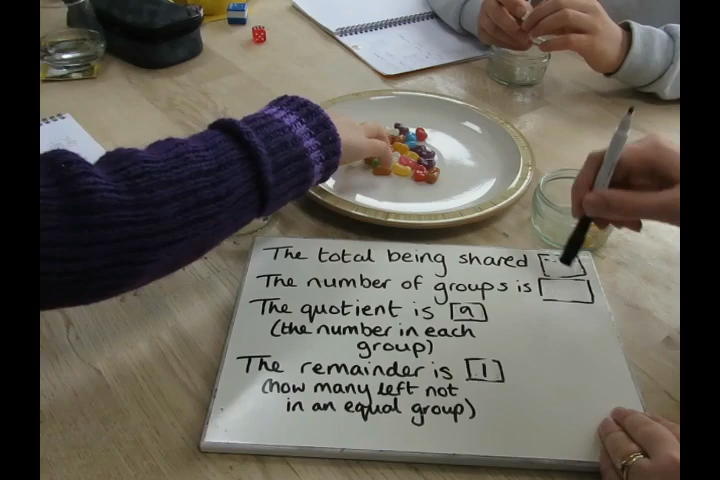 The total being shared
The number of groups is
The quotient is 9
(the number in each
group)
The remainder is 1
(how many left not
in an equal group)